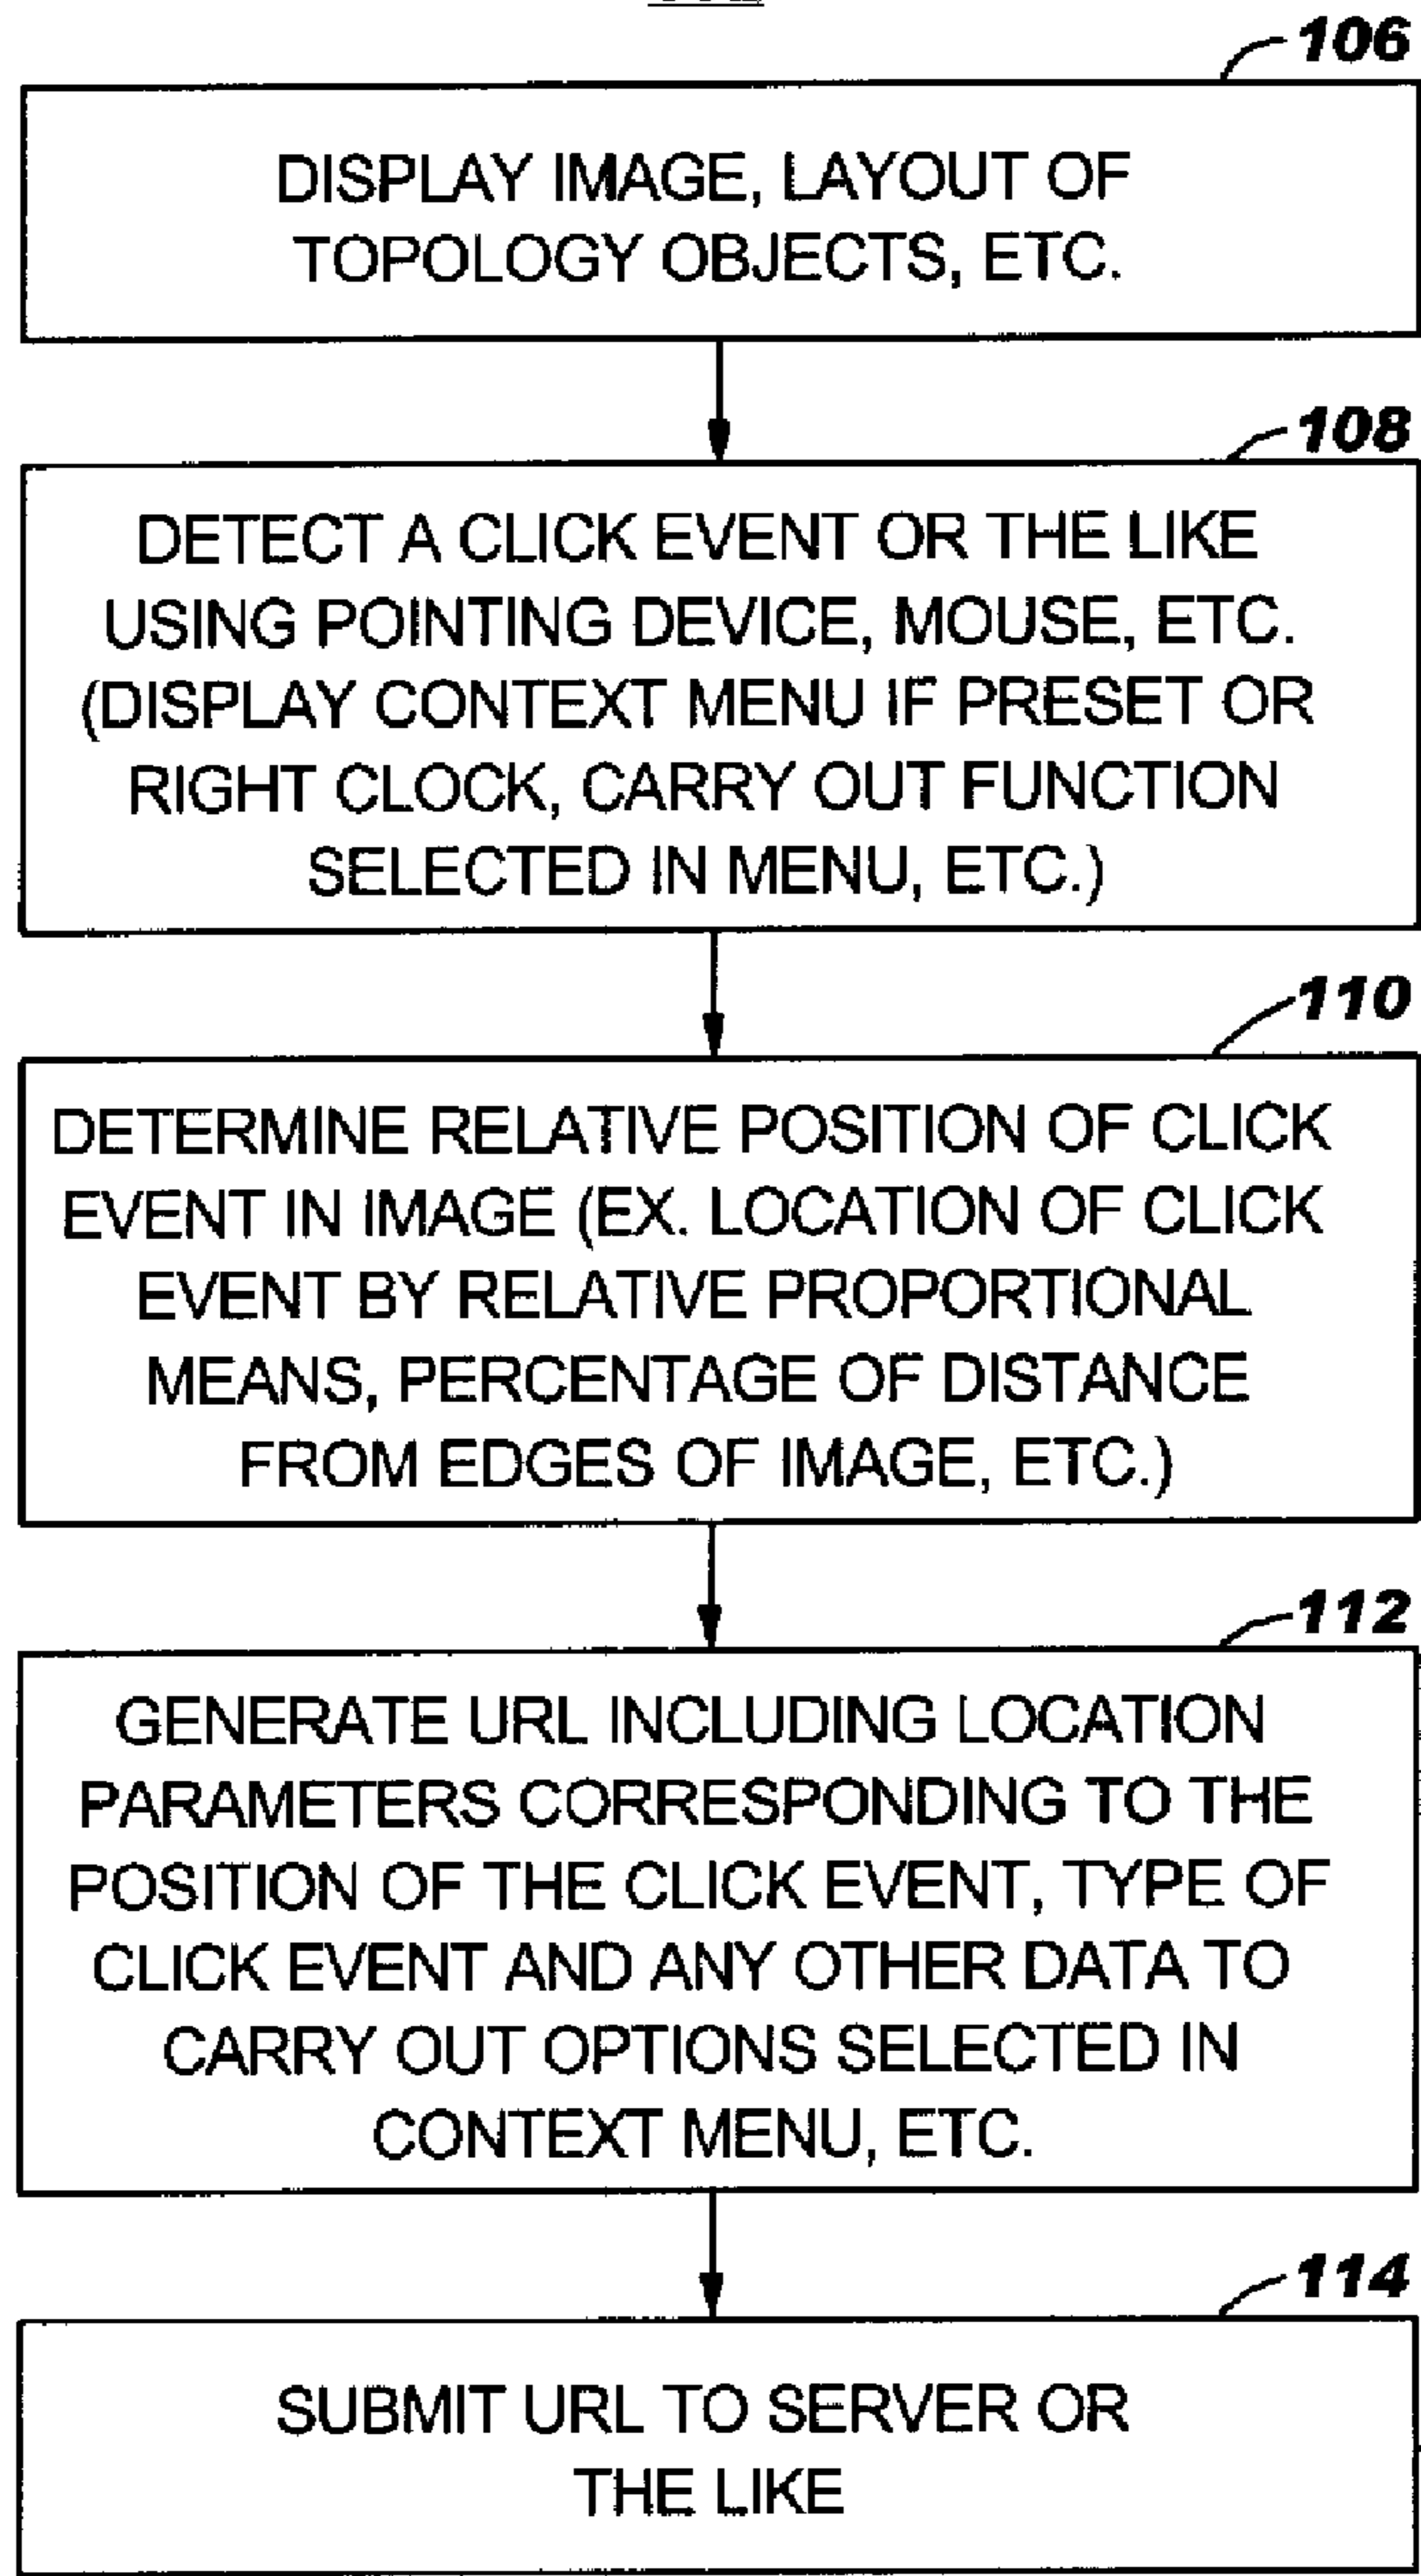 106
DISPLAY IMAGE, LAYOUT OF
TOPOLOGY OBJECTS, ETC.
108
DETECT A CLICK EVENT OR THE LIKE
USING POINTING DEVICE, MOUSE, ETC.
(DISPLAY CONTEXT MENU IF PRESET OR
RIGHT CLOCK, CARRY OUT FUNCTION
SELECTED IN MENU, ETC.)
110
DETERMINE RELATIVE POSITION OF CLICK
EVENT IN IMAGE (EX. LOCATION OF CLICK
EVENT BY RELATIVE PROPORTIONAL
MEANS, PERCENTAGE OF DISTANCE
FROM EDGES OF IMAGE, ETC.)
112
GENERATE URL INCLUDING LOCATION
PARAMETERS CORRESPONDING TO THE
POSITION OF THE CLICK EVENT, TYPE OF
CLICK EVENT AND ANY OTHER DATA TO
CARRY OUT OPTIONS SELECTED IN
CONTEXT MENU, ETC.
114
SUBMIT URL TO SERVER OR
THE LIKE